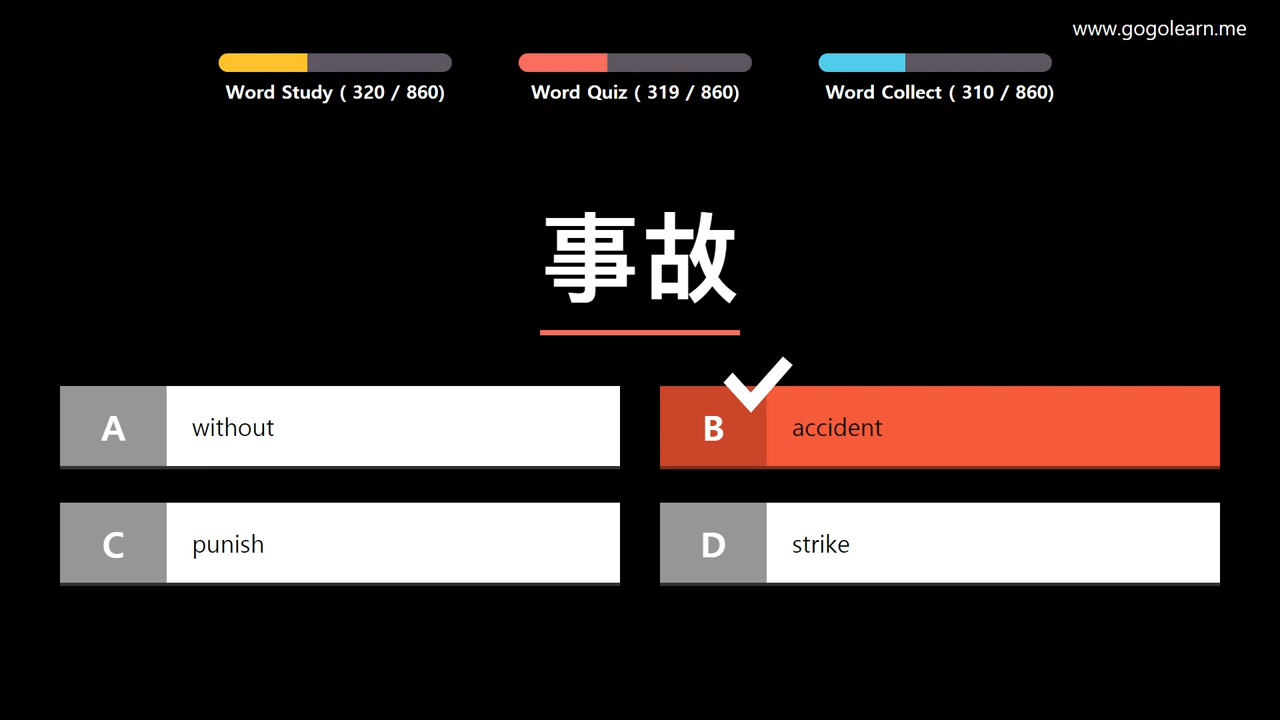 www.gogolearn.me
Word Study ( 320 / 860)
Word Quiz ( 319 / 860)
Word Collect ( 310 / 860)
事故
A without
B accident
C punish
D strike